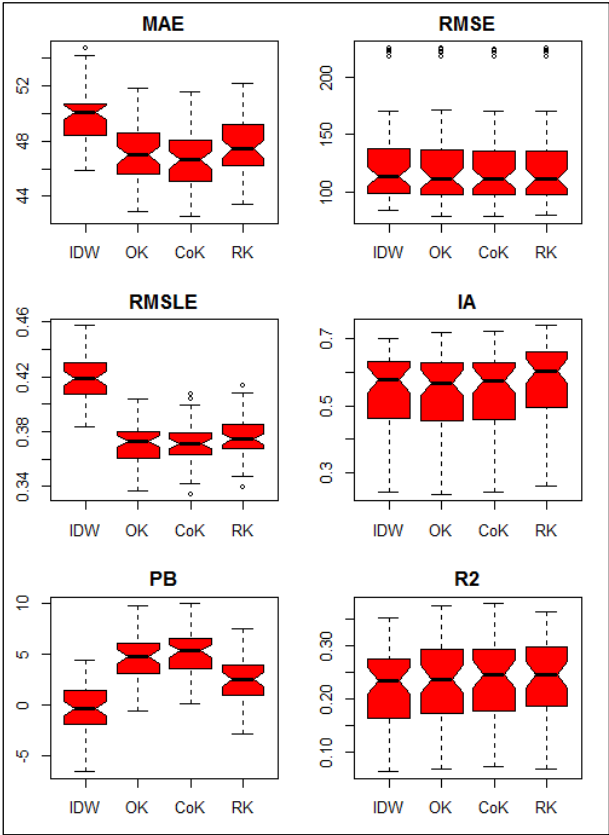 MAE
44 48 52
IDW OK CoK RK
RMSE
100 150 200
IDW OK CoK RK
RMSLE
0.34 0.38 0.42 0.46
IDW OK CoK RK
IA
0.3 0.5 0.7
IDW OK CoK RK
PB
-5 0 5 10
IDW OK CoK RK
R2
0.10 0.20 0.30
IDW OK CoK RK